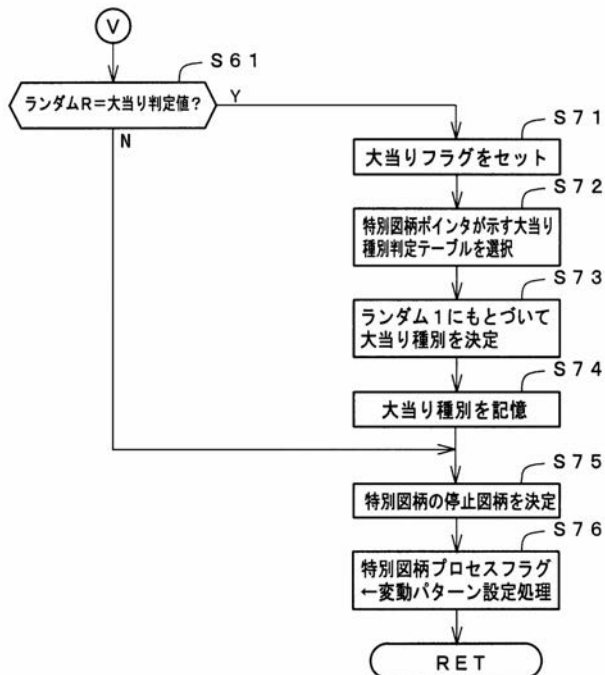 V
S61
ランダムR=大当り判定値?
Y
N
S71
大当りフラグをセット
S72
特別図柄ポインタが示す大当り
種別判定テーブルを選択
S73
ランダム1にもとづいて
大当り種別を決定
S74
大当り種別を記憶
S75
特別図柄の停止図柄を決定
S76
特別図柄プロセスフラグ
←変動パターン設定処理
RET